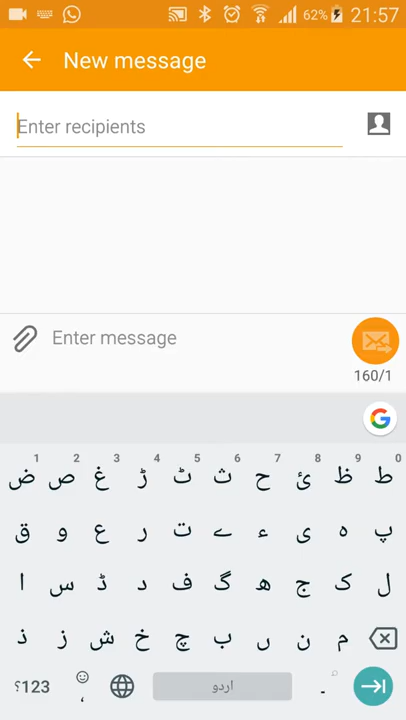 62% 21:57
New message
Enter recipients
Enter message
160/1
1 2 3 4 5 6 7 8 9 0
ض ص غ ڑ ٹ ث ح ئ ظ ط
ق و ع ر ت ے ء ی ہ پ
ا س ڈ د ف گ ھ ج ک ل
ذ ز ش خ چ ب ں ن م
؟123 ، اردو ۔